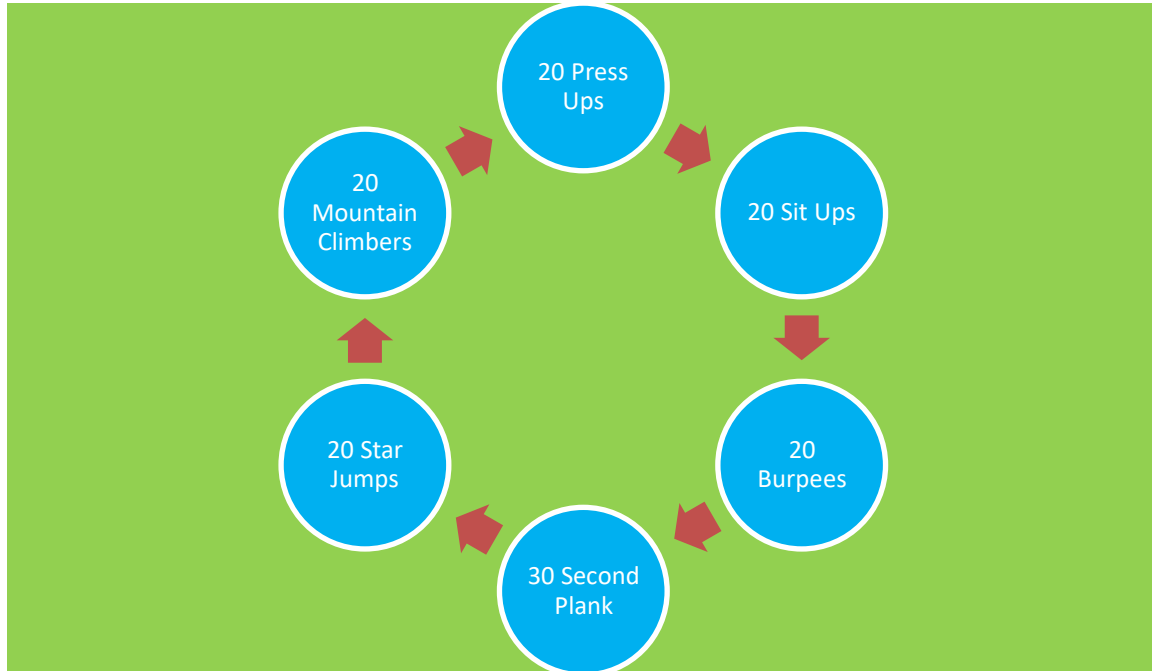 20 Press
Ups
20 Sit Ups
20
Burpees
30 Second
Plank
20 Star
Jumps
20
Mountain
Climbers